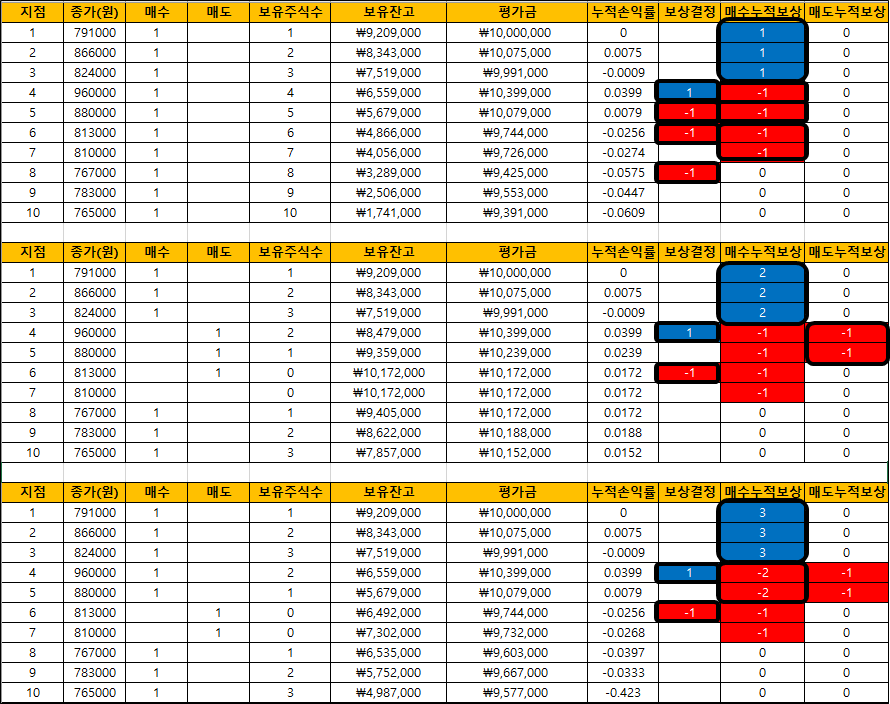 지점 종가(원) 매수 매도 보유주식수 보유잔고 평가금 누적손익률 보상결정 매수누적보상 매도누적보상
1 791000 1 1 ₩9,209,000 ₩10,000,000 0 1 0
2 866000 1 2 ₩8,343,000 ₩10,075,000 0.0075 1 0
3 824000 1 3 ₩7,519,000 ₩9,991,000 -0.0009 1 0
4 960000 1 4 ₩6,559,000 ₩10,399,000 0.0399 1 -1 0
5 880000 1 5 ₩5,679,000 ₩10,079,000 0.0079 -1 -1 0
6 813000 1 6 ₩4,866,000 ₩9,744,000 -0.0256 -1 -1 0
7 810000 1 7 ₩4,056,000 ₩9,726,000 -0.0274 -1 0
8 767000 1 8 ₩3,289,000 ₩9,425,000 -0.0575 -1 0 0
9 783000 1 9 ₩2,506,000 ₩9,553,000 -0.0447 0 0
10 765000 1 10 ₩1,741,000 ₩9,391,000 -0.0609 0 0
지점 종가(원) 매수 매도 보유주식수 보유잔고 평가금 누적손익률 보상결정 매수누적보상 매도누적보상
1 791000 1 1 ₩9,209,000 ₩10,000,000 0 2 0
2 866000 1 2 ₩8,343,000 ₩10,075,000 0.0075 2 0
3 824000 1 3 ₩7,519,000 ₩9,991,000 -0.0009 2 0
4 960000 1 2 ₩8,479,000 ₩10,399,000 0.0399 1 -1 -1
5 880000 1 1 ₩9,359,000 ₩10,239,000 0.0239 -1 -1
6 813000 1 0 ₩10,172,000 ₩10,172,000 0.0172 -1 -1 0
7 810000 0 ₩10,172,000 ₩10,172,000 0.0172 -1 0
8 767000 1 1 ₩9,405,000 ₩10,172,000 0.0172 0 0
9 783000 1 2 ₩8,622,000 ₩10,188,000 0.0188 0 0
10 765000 1 3 ₩7,857,000 ₩10,152,000 0.0152 0 0
지점 종가(원) 매수 매도 보유주식수 보유잔고 평가금 누적손익률 보상결정 매수누적보상 매도누적보상
1 791000 1 1 ₩9,209,000 ₩10,000,000 0 3 0
2 866000 1 2 ₩8,343,000 ₩10,075,000 0.0075 3 0
3 824000 1 3 ₩7,519,000 ₩9,991,000 -0.0009 3 0
4 960000 1 2 ₩6,559,000 ₩10,399,000 0.0399 1 -2 -1
5 880000 1 1 ₩5,679,000 ₩10,079,000 0.0079 -2 -1
6 813000 1 0 ₩6,492,000 ₩9,744,000 -0.0256 -1 -1 0
7 810000 1 0 ₩7,302,000 ₩9,732,000 -0.0268 -1 0
8 767000 1 1 ₩6,535,000 ₩9,603,000 -0.0397 0 0
9 783000 1 2 ₩5,752,000 ₩9,667,000 -0.0333 0 0
10 765000 1 3 ₩4,987,000 ₩9,577,000 -0.423 0 0